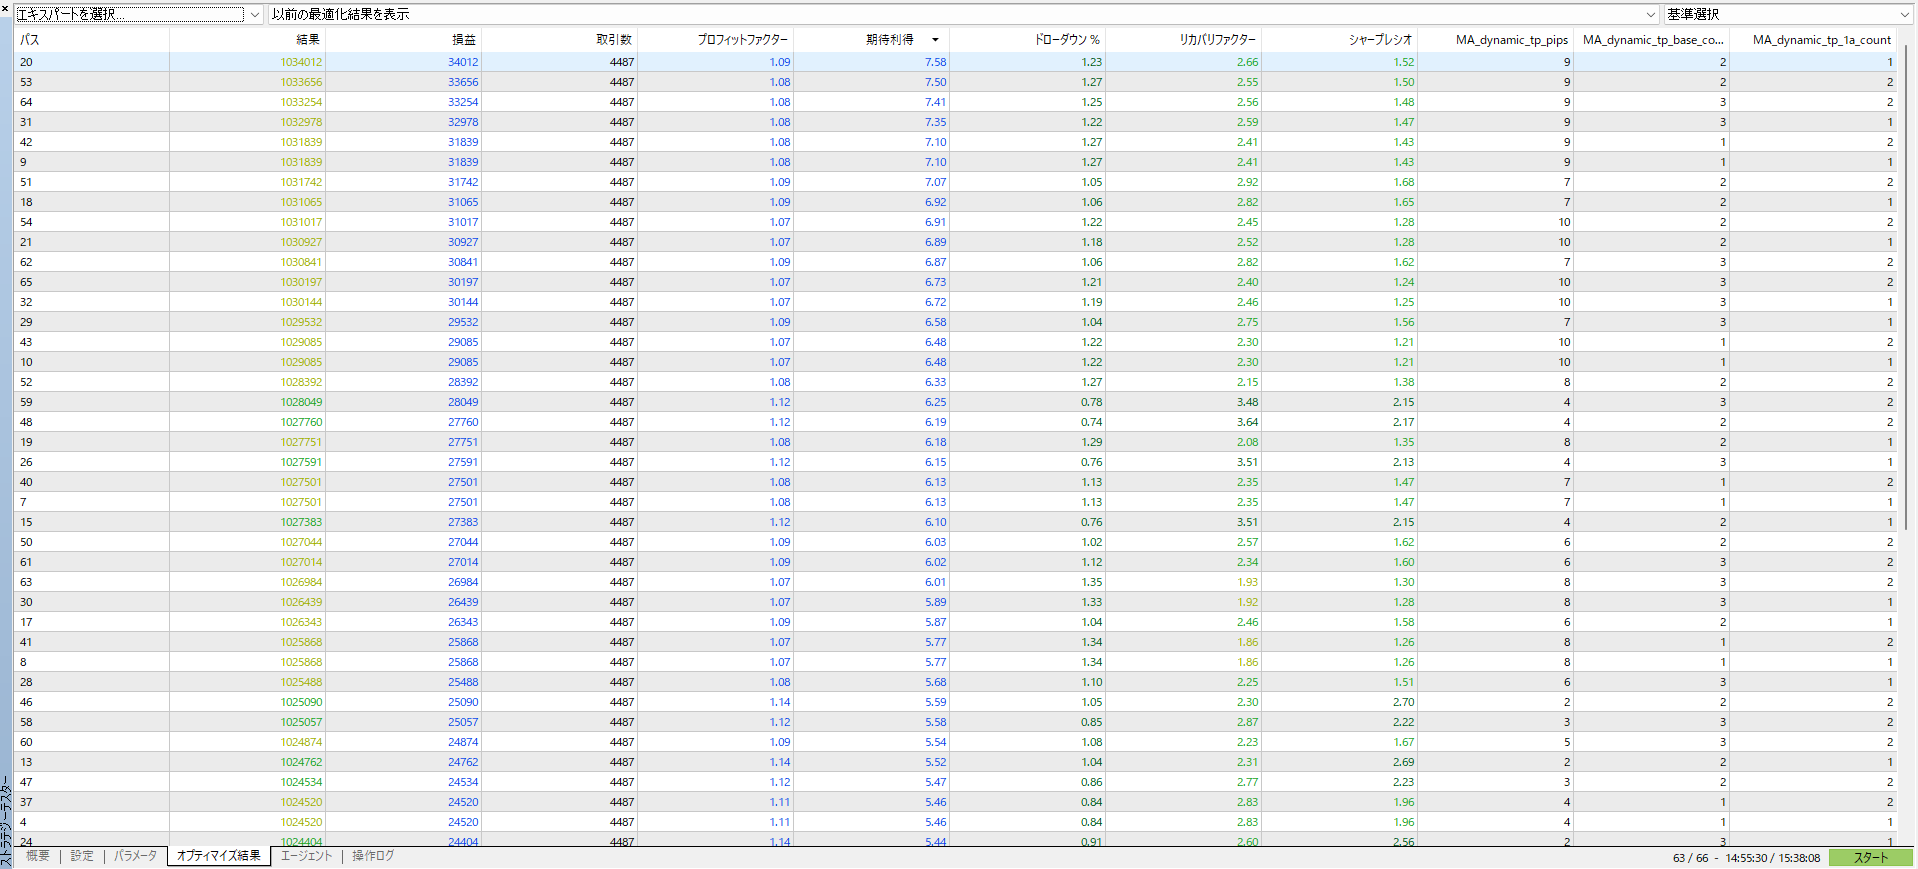 エキスパートを選択... 以前の最適化結果を表示 基準選択
パス 結果 損益 取引数 プロフィットファクター 期待利得 ドローダウン % リカバリファクター シャープレシオ MA_dynamic_tp_pips MA_dynamic_tp_base_co... MA_dynamic_tp_1a_count
20 1034012 34012 4487 1.09 7.58 1.23 2.66 1.52 9 2 1
53 1033656 33656 4487 1.08 7.50 1.27 2.55 1.50 9 2 2
64 1033254 33254 4487 1.08 7.41 1.25 2.56 1.48 9 3 2
31 1032978 32978 4487 1.08 7.35 1.22 2.59 1.47 9 3 1
42 1031839 31839 4487 1.08 7.10 1.27 2.41 1.43 9 1 2
9 1031839 31839 4487 1.08 7.10 1.27 2.41 1.43 9 1 1
51 1031742 31742 4487 1.09 7.07 1.05 2.92 1.68 7 2 2
18 1031065 31065 4487 1.09 6.92 1.06 2.82 1.65 7 2 1
54 1031017 31017 4487 1.07 6.91 1.22 2.45 1.28 10 2 2
21 1030927 30927 4487 1.07 6.89 1.18 2.52 1.28 10 2 1
62 1030841 30841 4487 1.09 6.87 1.06 2.82 1.62 7 3 2
65 1030197 30197 4487 1.07 6.73 1.21 2.40 1.24 10 3 2
32 1030144 30144 4487 1.07 6.72 1.19 2.46 1.25 10 3 1
29 1029532 29532 4487 1.09 6.58 1.04 2.75 1.56 7 3 1
43 1029085 29085 4487 1.07 6.48 1.22 2.30 1.21 10 1 2
10 1029085 29085 4487 1.07 6.48 1.22 2.30 1.21 10 1 1
52 1028392 28392 4487 1.08 6.33 1.27 2.15 1.38 8 2 2
59 1028049 28049 4487 1.12 6.25 0.78 3.48 2.15 4 3 2
48 1027760 27760 4487 1.12 6.19 0.74 3.64 2.17 4 2 2
19 1027751 27751 4487 1.08 6.18 1.29 2.08 1.35 8 2 1
26 1027591 27591 4487 1.12 6.15 0.76 3.51 2.13 4 3 1
40 1027501 27501 4487 1.08 6.13 1.13 2.35 1.47 7 1 2
7 1027501 27501 4487 1.08 6.13 1.13 2.35 1.47 7 1 1
15 1027383 27383 4487 1.12 6.10 0.76 3.51 2.15 4 2 1
50 1027044 27044 4487 1.09 6.03 1.02 2.57 1.62 6 2 2
61 1027014 27014 4487 1.09 6.02 1.12 2.34 1.60 6 3 2
63 1026984 26984 4487 1.07 6.01 1.35 1.93 1.30 8 3 2
30 1026439 26439 4487 1.07 5.89 1.33 1.92 1.28 8 3 1
17 1026343 26343 4487 1.09 5.87 1.04 2.46 1.58 6 2 1
41 1025868 25868 4487 1.07 5.77 1.34 1.86 1.26 8 1 2
8 1025868 25868 4487 1.07 5.77 1.34 1.86 1.26 8 1 1
28 1025488 25488 4487 1.08 5.68 1.10 2.25 1.51 6 3 1
46 1025090 25090 4487 1.14 5.59 1.05 2.30 2.70 2 2 2
58 1025057 25057 4487 1.12 5.58 0.85 2.87 2.22 3 3 2
60 1024874 24874 4487 1.09 5.54 1.08 2.23 1.67 5 3 2
13 1024762 24762 4487 1.14 5.52 1.04 2.31 2.69 2 2 1
47 1024534 24534 4487 1.12 5.47 0.86 2.77 2.23 3 2 2
37 1024520 24520 4487 1.11 5.46 0.84 2.83 1.96 4 1 2
4 1024520 24520 4487 1.11 5.46 0.84 2.83 1.96 4 1 1
24 1024404 24404 4487 1.14 5.44 0.91 2.60 2.56 2 3 1
ストラテジーテスター
概要 | 設定 | パラメータ オプティマイズ結果 エージェント | 操作ログ
63 / 66 - 14:55:30 / 15:38:08 スタート